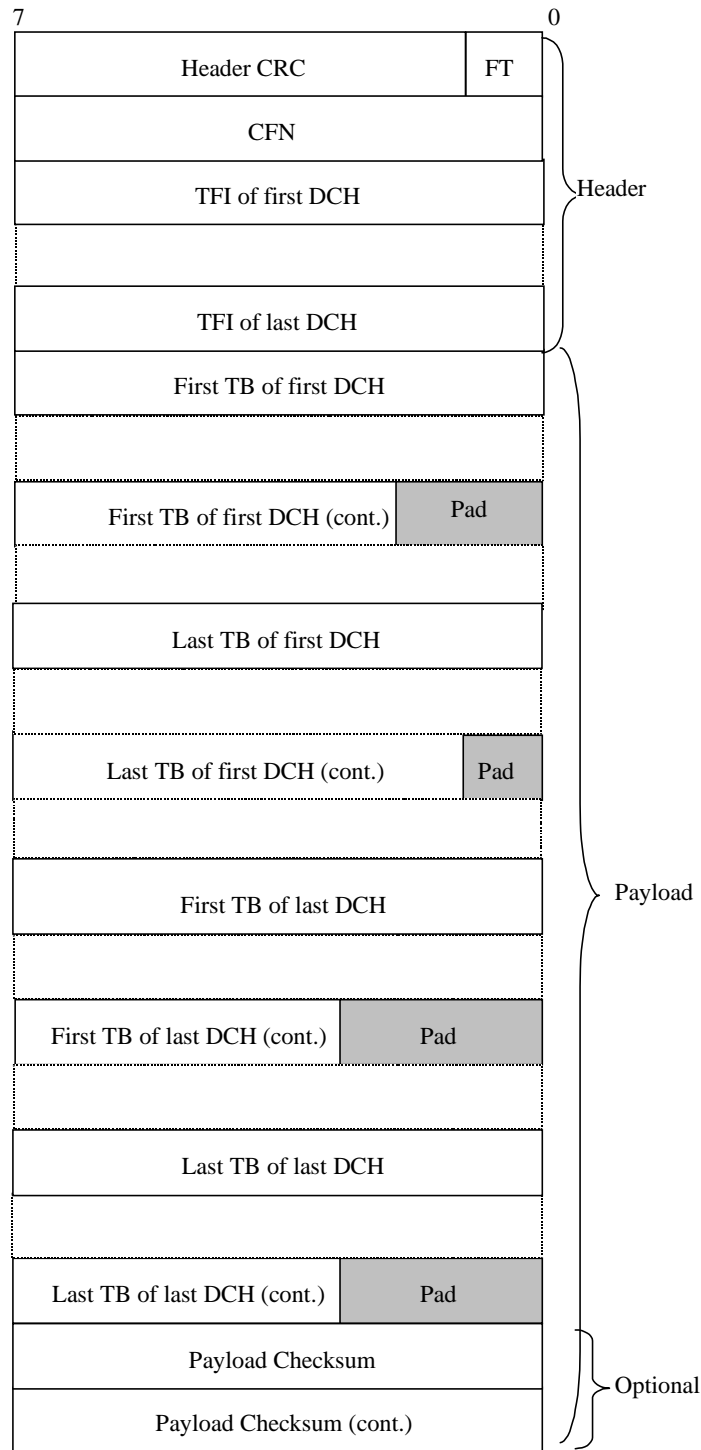 7 0
Header CRC FT
CFN
TFI of first DCH
Header
TFI of last DCH
First TB of first DCH
First TB of first DCH (cont.) Pad
Last TB of first DCH
Last TB of first DCH (cont.) Pad
First TB of last DCH
Payload
First TB of last DCH (cont.) Pad
Last TB of last DCH
Last TB of last DCH (cont.) Pad
Payload Checksum
Optional
Payload Checksum (cont.)